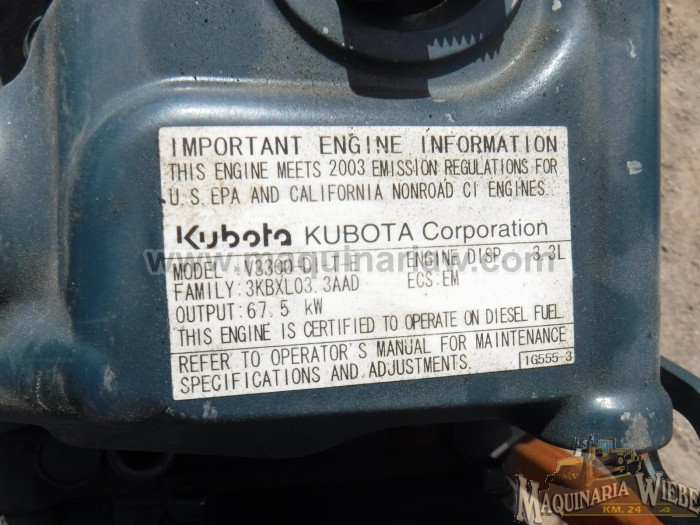 IMPORTANT ENGINE INFORMATION
THIS ENGINE MEETS 2003 EMISSION REGULATIONS FOR
U.S. EPA AND CALIFORNIA NONROAD CI ENGINES.
Kubota KUBOTA Corporation
MODEL :V3300-DI-T-E ENGINE DISP. 3.3L
FAMILY:3KBXL03.3AAD ECS:EM
OUTPUT:67.5 kW
THIS ENGINE IS CERTIFIED TO OPERATE ON DIESEL FUEL.
REFER TO OPERATOR'S MANUAL FOR MAINTENANCE
SPECIFICATIONS AND ADJUSTMENTS.
1G555-3
MAQUINARIA WIEBE
KM. 24